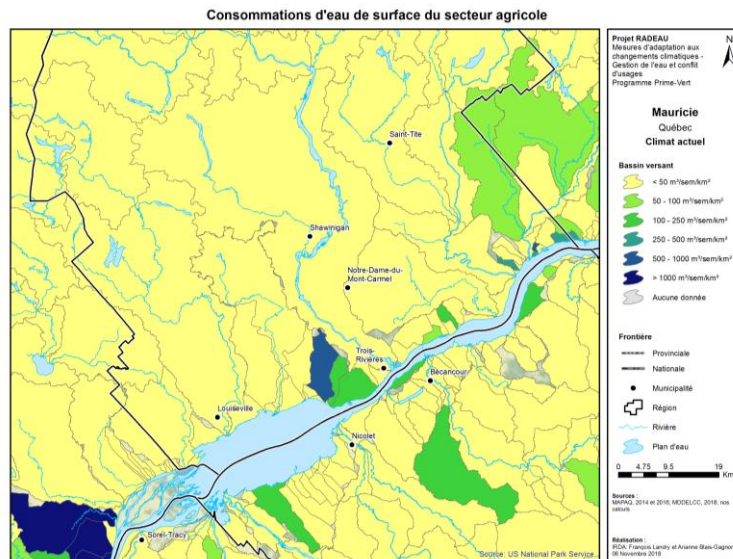 Consommations d'eau de surface du secteur agricole
Projet RADEAU
Mesures d'adaptation aux
changements climatiques -
Gestion de l'eau et conflit
d'usages
Programme Prime-Vert
N
Mauricie
Québec
Climat actuel
Bassin versant
< 50 m³/sem/km²
50 - 100 m³/sem/km²
100 - 250 m³/sem/km²
250 - 500 m³/sem/km²
500 - 1000 m³/sem/km²
> 1000 m³/sem/km²
Aucune donnée
Frontière
Provinciale
Nationale
Municipalité
Région
Rivière
Plan d'eau
0 4.75 9.5 19
Km
Sources :
MAPAQ, 2014 et 2016; MDDELCC, 2018; nos
calculs
Réalisation :
IRDA: François Landry et Arianne Blais-Gagnon
06 Novembre 2018
Saint-Tite
Shawinigan
Notre-Dame-du-
Mont-Carmel
Trois-
Rivières
Bécancour
Louiseville
Nicolet
Sorel-Tracy
Source: US National Park Service